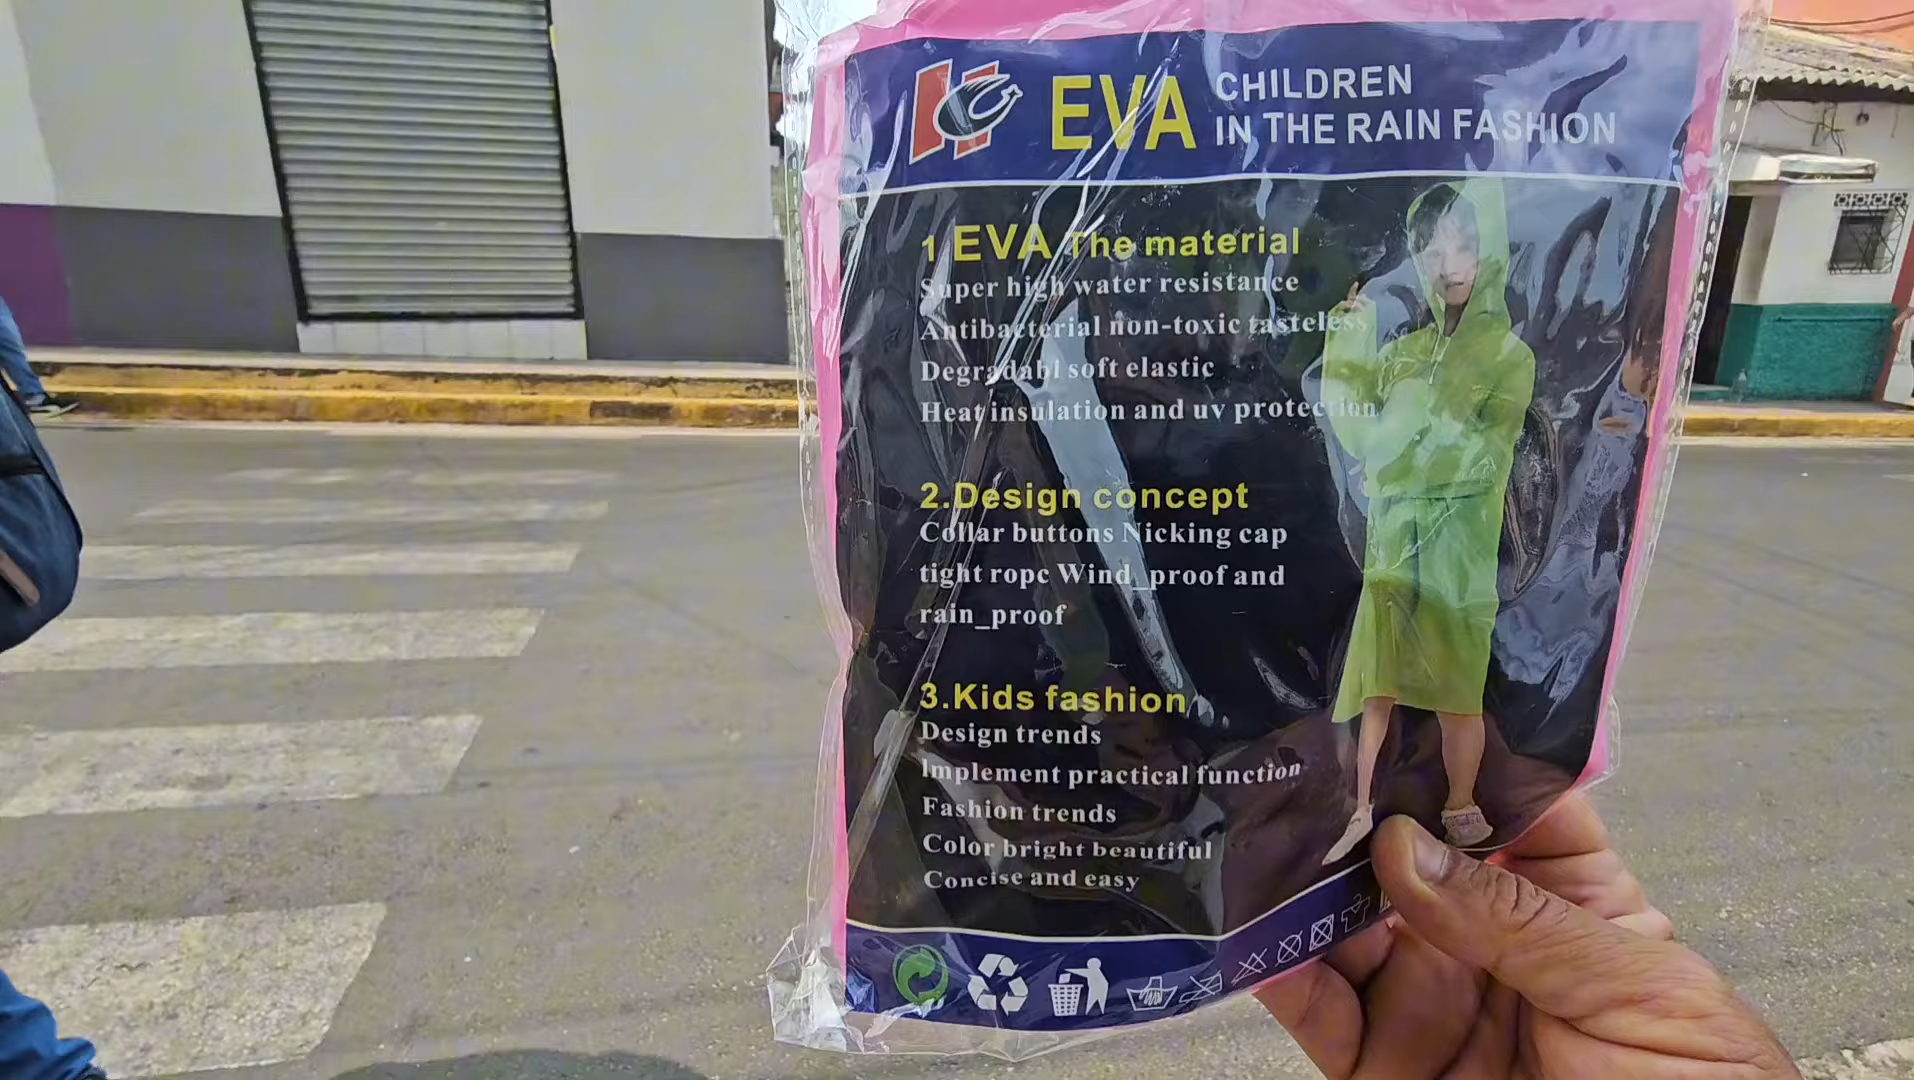 EVA CHILDREN
IN THE RAIN FASHION
1 EVA The material
Super high water resistance
Antibacterial non-toxic tasteless
Degradabl soft elastic
Heat insulation and uv protection
2.Design concept
Collar buttons Nicking cap
tight ropc Wind_proof and
rain_proof
3.Kids fashion
Design trends
Implement practical function
Fashion trends
Color bright beautiful
Concise and easy